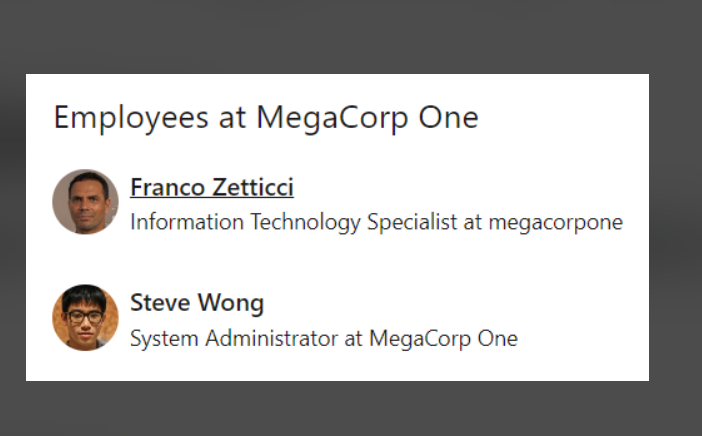 Employees at MegaCorp One
Franco Zetticci
Information Technology Specialist at megacorpone
Steve Wong
System Administrator at MegaCorp One